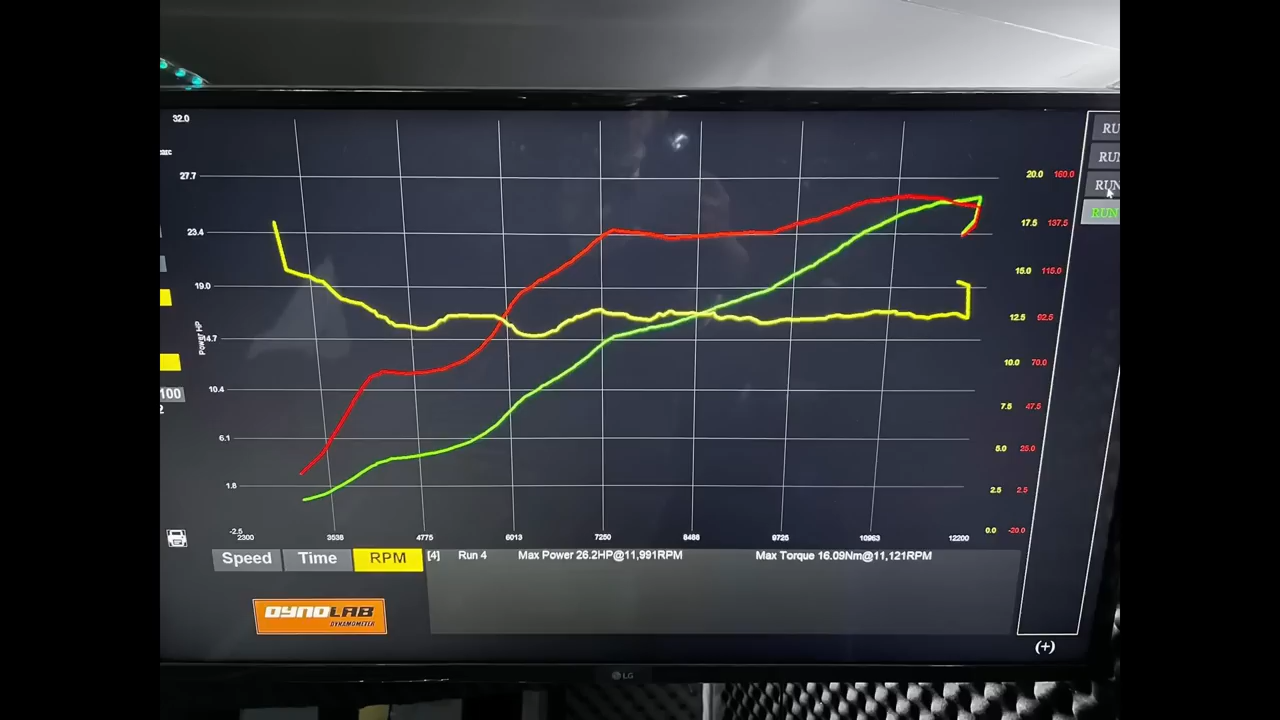 32.0
27.7
23.4
19.0
14.7
10.4
6.1
1.8
-2.5
Power HP
100
2
20.0 160.0
17.5 137.5
15.0 115.0
12.5 92.5
10.0 70.0
7.5 47.5
5.0 25.0
2.5 2.5
0.0 -20.0
2300 3538 4775 6013 7250 8488 9725 10963 12200
RU
RUN
RUN
RUN
Speed Time RPM [4] Run 4 Max Power 26.2HP@11,991RPM Max Torque 16.09Nm@11,121RPM
DYNOLAB
DYNAMOMETER
(+)
LG